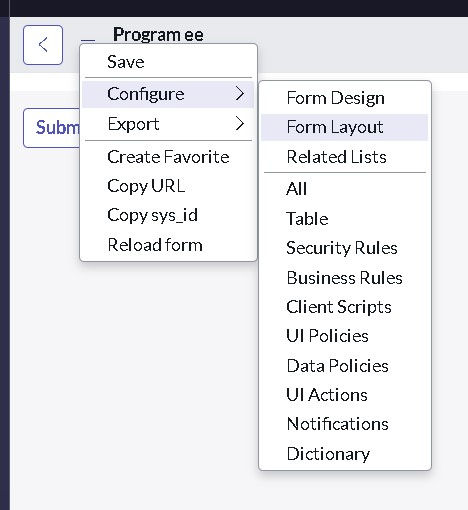 Program ee
Subm
Save
Configure
Export
Create Favorite
Copy URL
Copy sys_id
Reload form
Form Design
Form Layout
Related Lists
All
Table
Security Rules
Business Rules
Client Scripts
UI Policies
Data Policies
UI Actions
Notifications
Dictionary